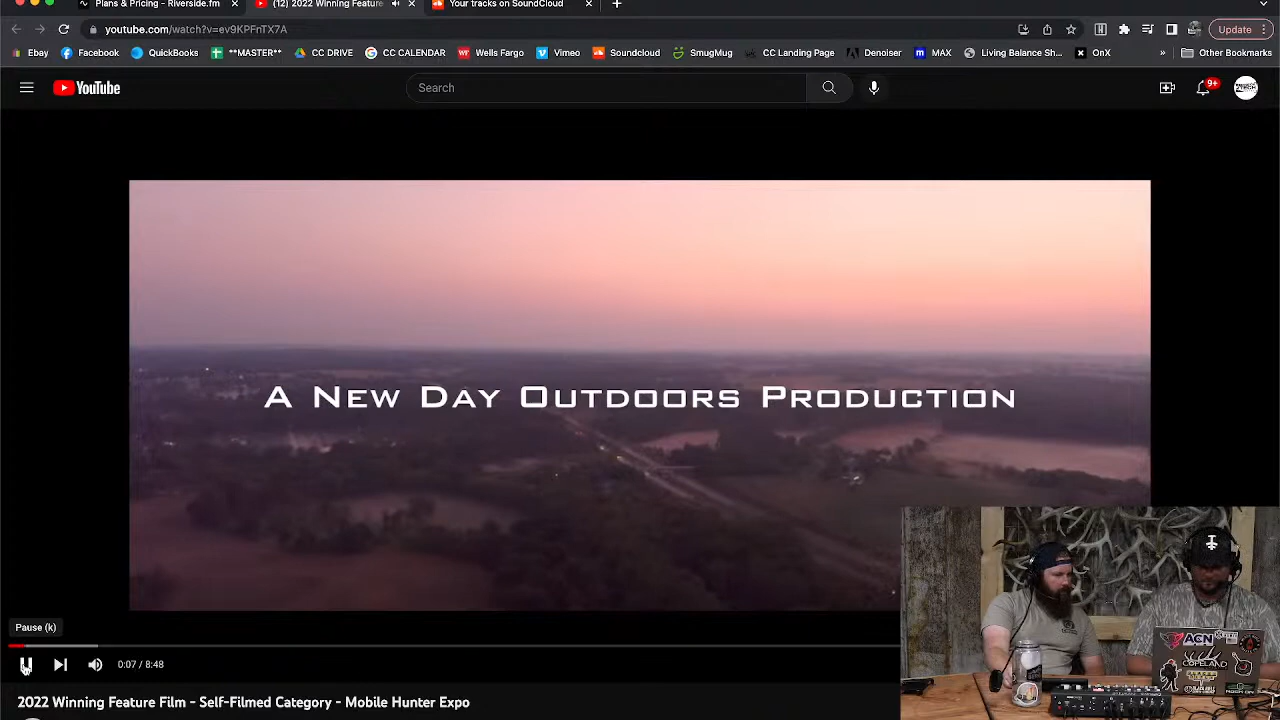 Plans & Pricing - Riverside.fm
(12) 2022 Winning Feature
Your tracks on SoundCloud
youtube.com/watch?v=ev9KPFnTX7A
Update
Ebay
Facebook
QuickBooks
**MASTER**
CC DRIVE
CC CALENDAR
Wells Fargo
Vimeo
Soundcloud
SmugMug
CC Landing Page
Denoiser
MAX
Living Balance Sh...
OnX
»
Other Bookmarks
YouTube
Search
9+
A New Day Outdoors Production
Pause (k)
0:07 / 8:48
2022 Winning Feature Film - Self-Filmed Category - Mobile Hunters Expo
ACN
COPELAND